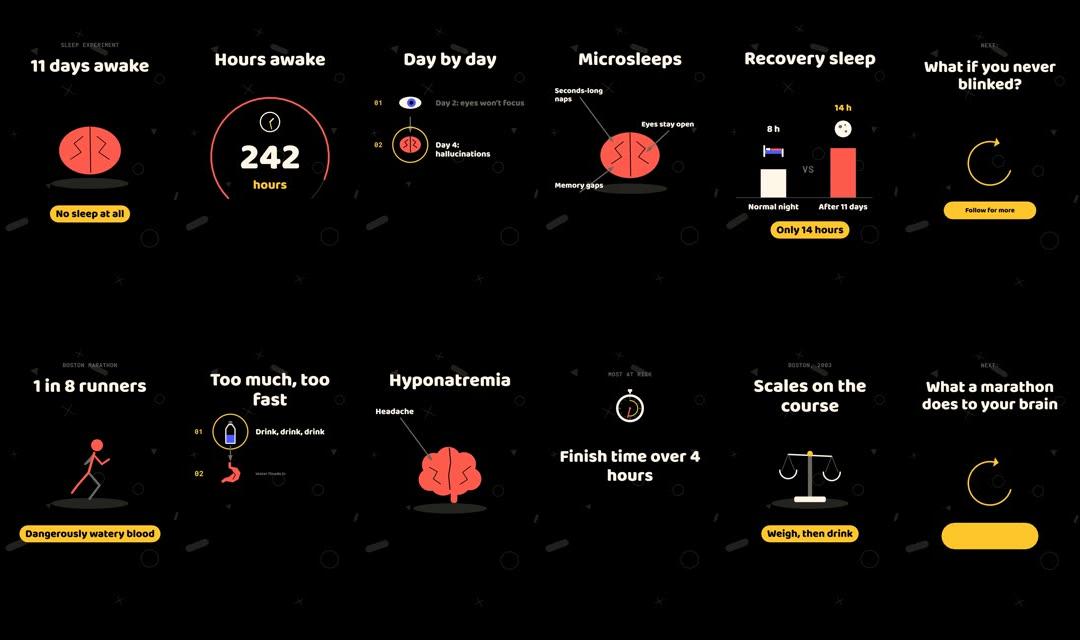 SLEEP EXPERIMENT
11 days awake
No sleep at all
Hours awake
242
hours
Day by day
01
Day 2: eyes won't focus
02
Day 4:
hallucinations
Microsleeps
Seconds-long
naps
Eyes stay open
Memory gaps
Recovery sleep
14 h
8 h
VS
Normal night
After 11 days
Only 14 hours
NEXT:
What if you never
blinked?
Follow for more
BOSTON MARATHON
1 in 8 runners
Dangerously watery blood
Too much, too
fast
01
Drink, drink, drink
02
Hyponatremia
Headache
MOST AT RISK
Finish time over 4
hours
BOSTON, 2003
Scales on the
course
Weigh, then drink
NEXT:
What a marathon
does to your brain